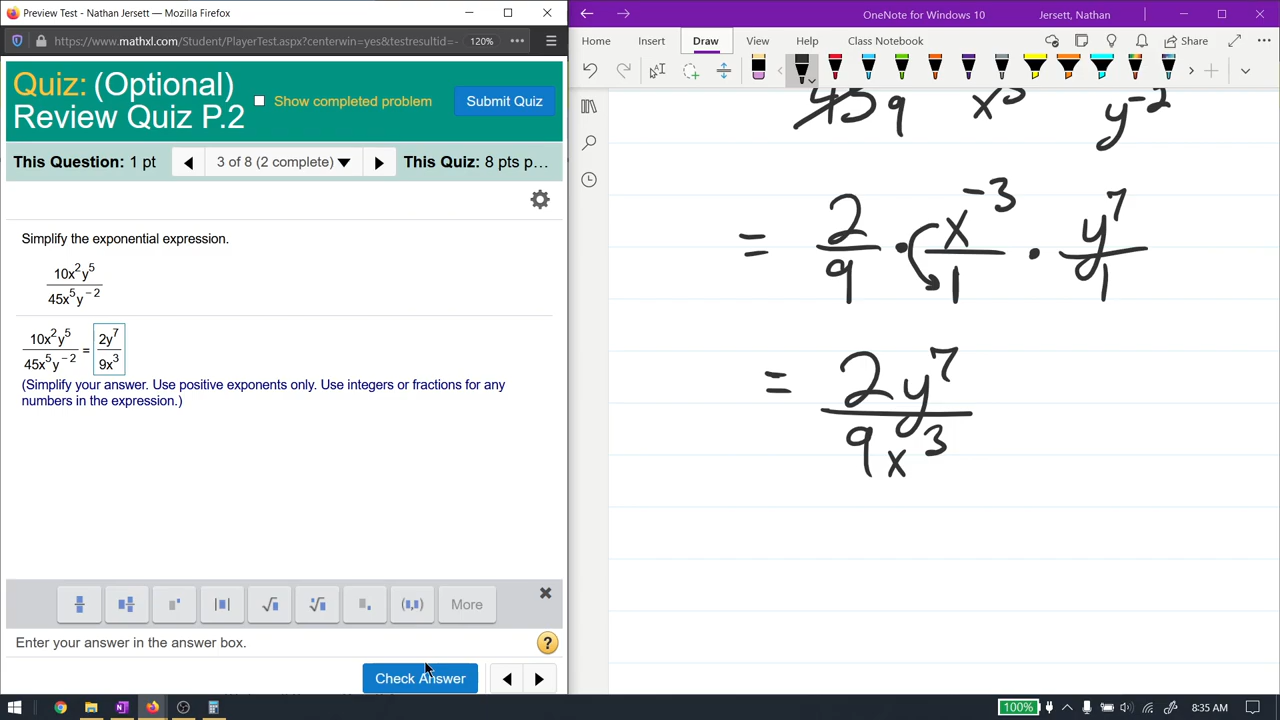 Preview Test - Nathan Jersett — Mozilla Firefox
https://www.mathxl.com/Student/PlayerTest.aspx?centerwin=yes&testresultid=-
120%
OneNote for Windows 10
Jersett, Nathan
Home Insert Draw View Help Class Notebook Share
Quiz: (Optional)
Review Quiz P.2
Show completed problem
Submit Quiz
This Question: 1 pt
3 of 8 (2 complete)
This Quiz: 8 pts p...
Simplify the exponential expression.
10x²y⁵
45x⁵y⁻²
10x²y⁵ / 45x⁵y⁻² = 2y⁷ / 9x³
(Simplify your answer. Use positive exponents only. Use integers or fractions for any
numbers in the expression.)
More
Enter your answer in the answer box.
?
Check Answer
45 9 x⁵ y⁻²
= 2/9 · x⁻³/1 · y⁷/1
= 2y⁷ / 9x³
100%
8:35 AM